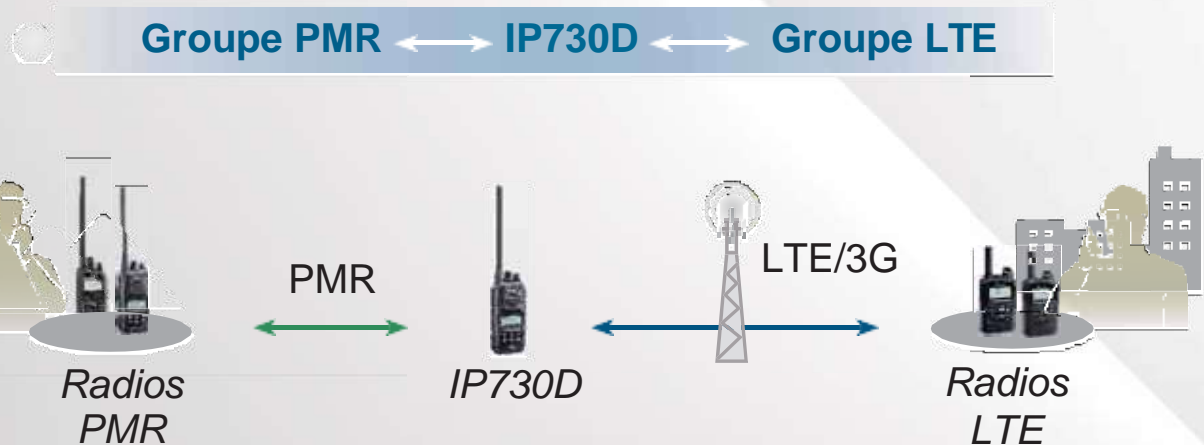 Groupe PMR IP730D Groupe LTE
PMR
LTE/3G
Radios
PMR
IP730D
Radios
LTE